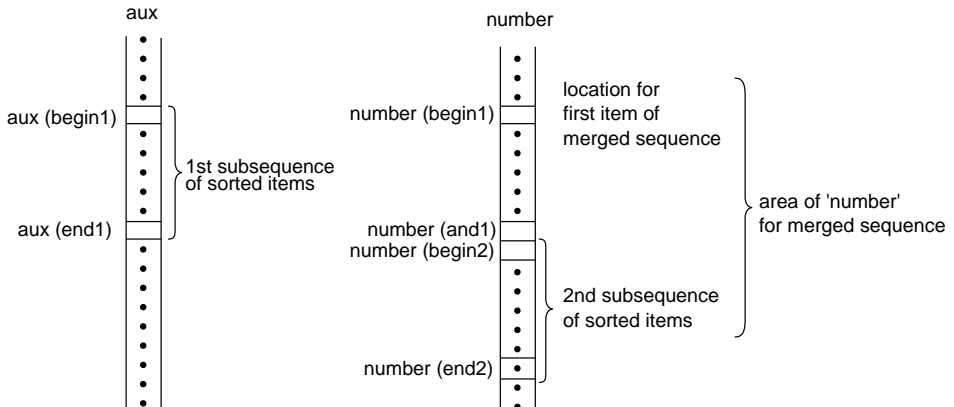 aux
number
aux (begin1)
1st subsequence
of sorted items
aux (end1)
number (begin1)
location for
first item of
merged sequence
number (and1)
number (begin2)
2nd subsequence
of sorted items
number (end2)
area of 'number'
for merged sequence